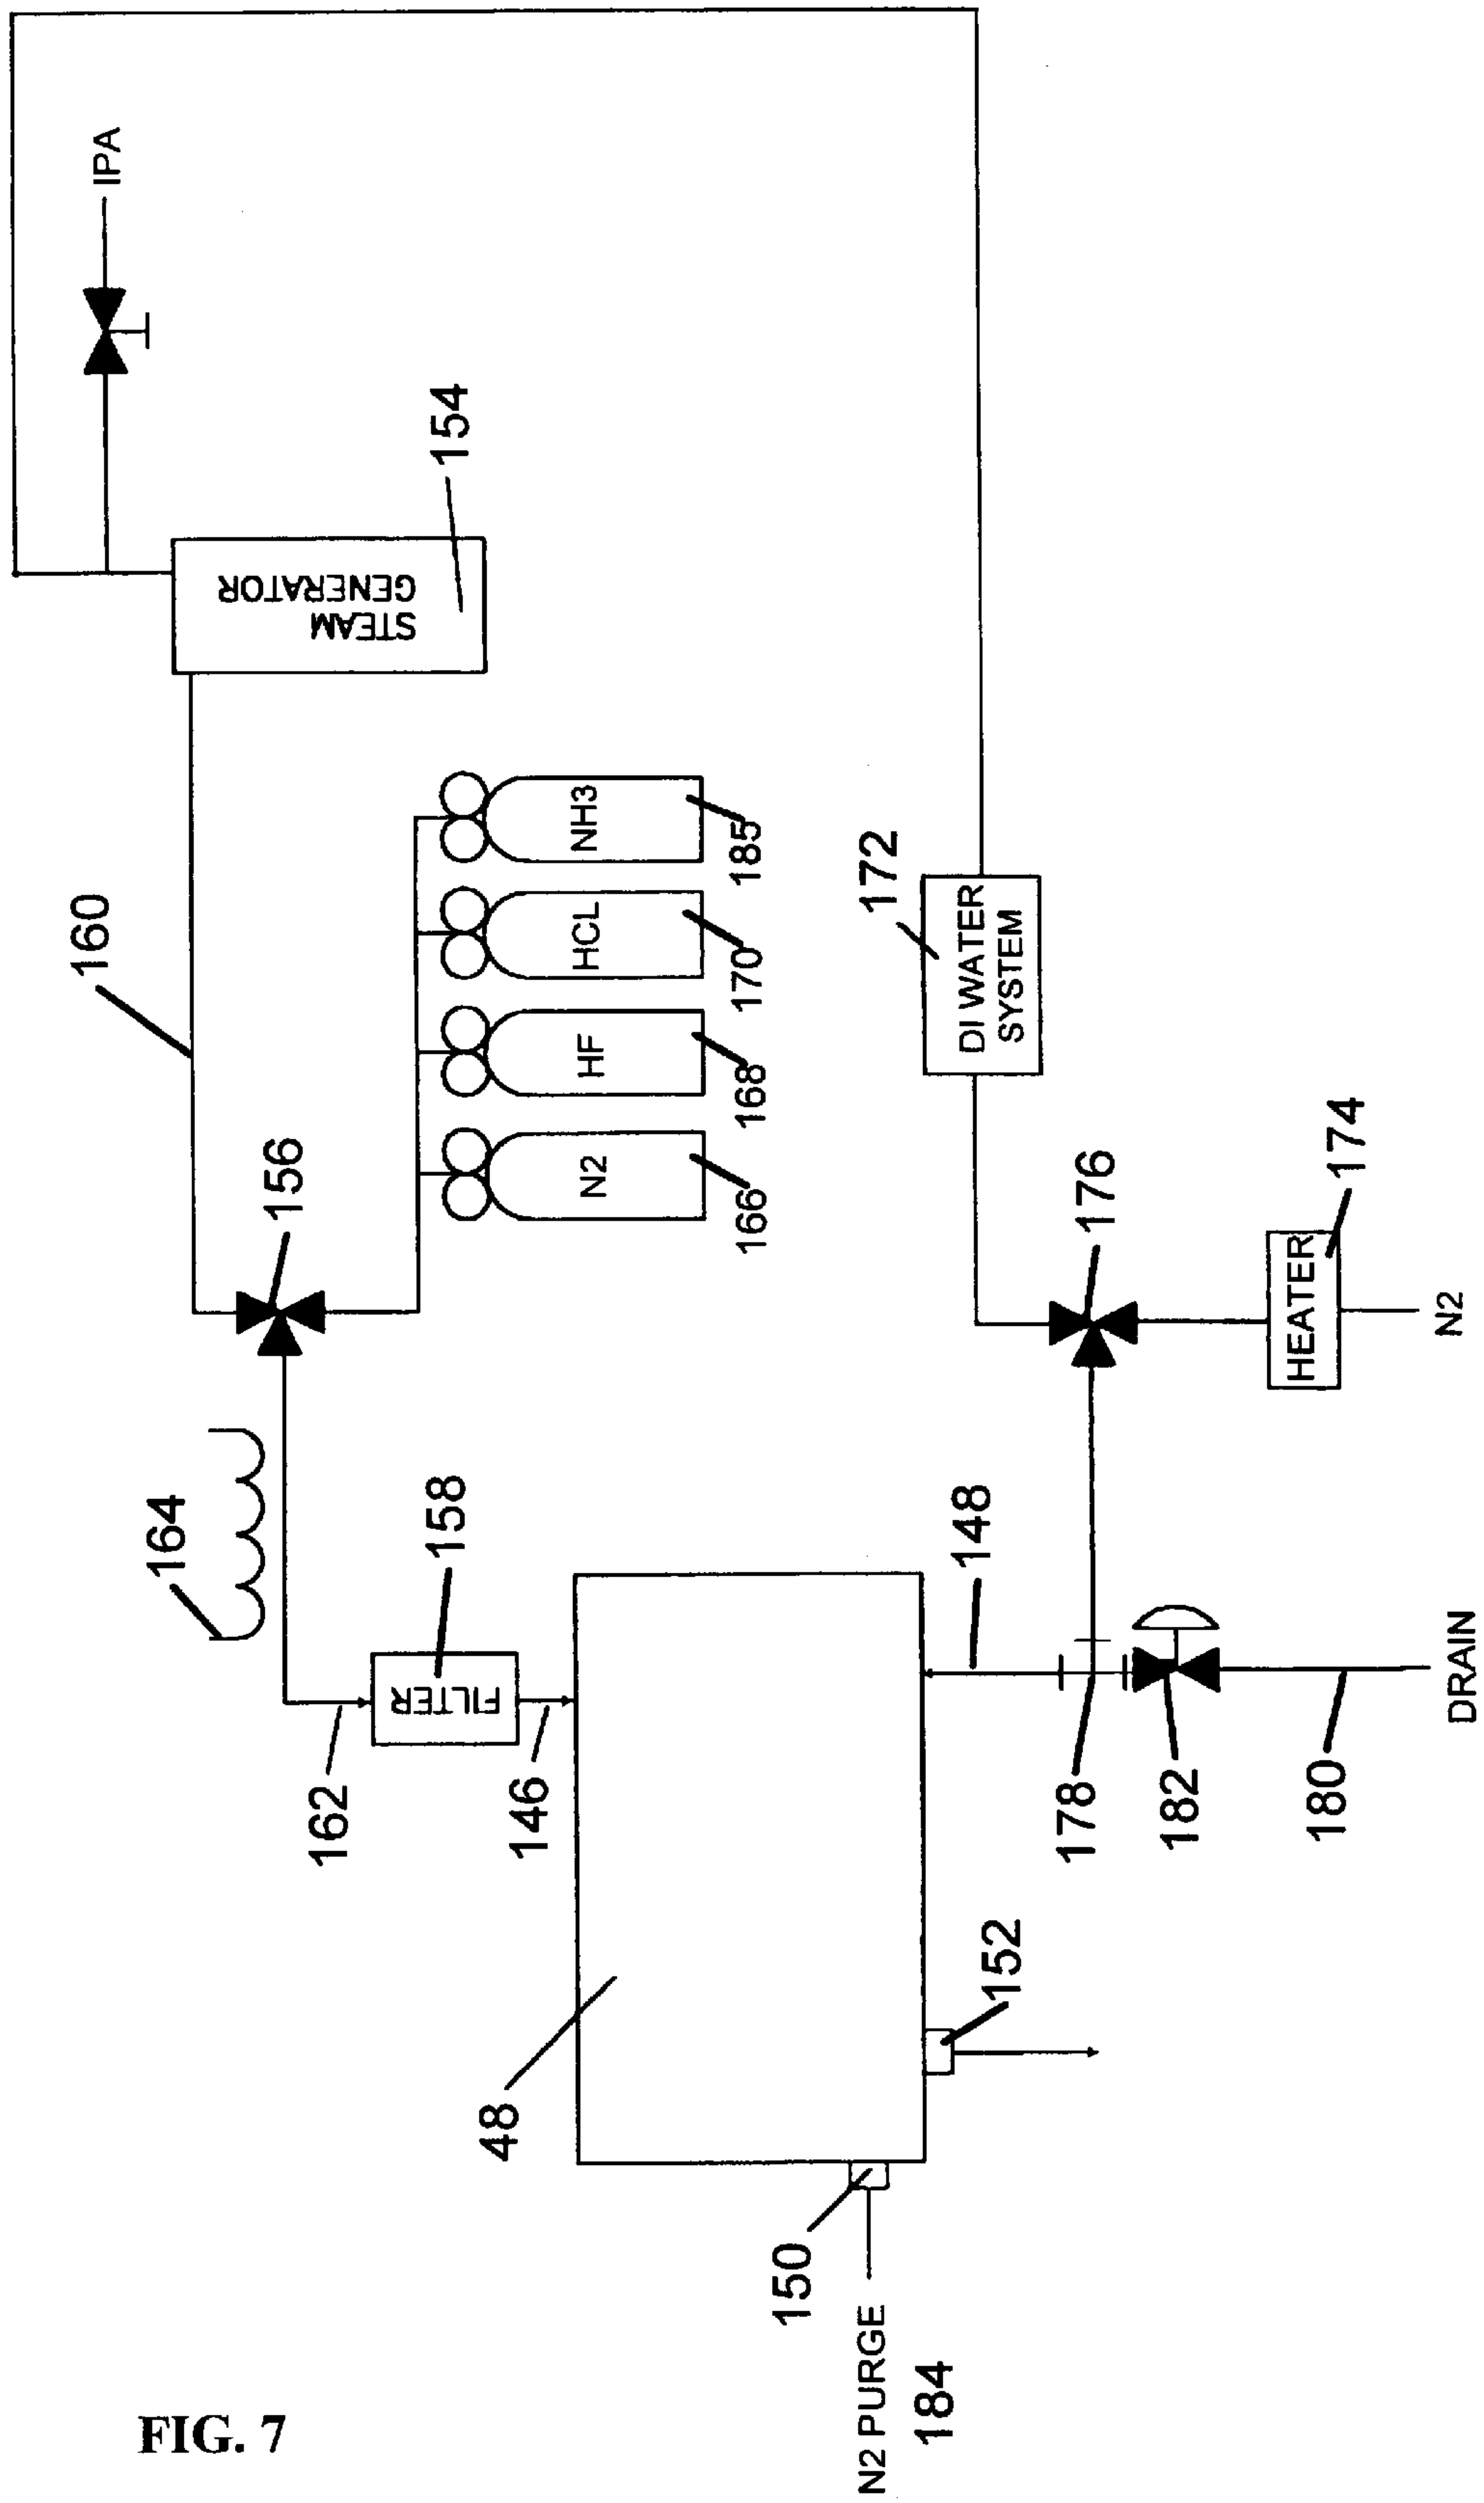 IPA
160
STEAM
GENERATOR
154
156
164
162
FILTER
158
146
N2
HF
HCL
NH3
166
168
170
185
48
172
DI WATER
SYSTEM
148
176
HEATER
174
N2
178
182
180
DRAIN
152
150
N2 PURGE
184
FIG. 7